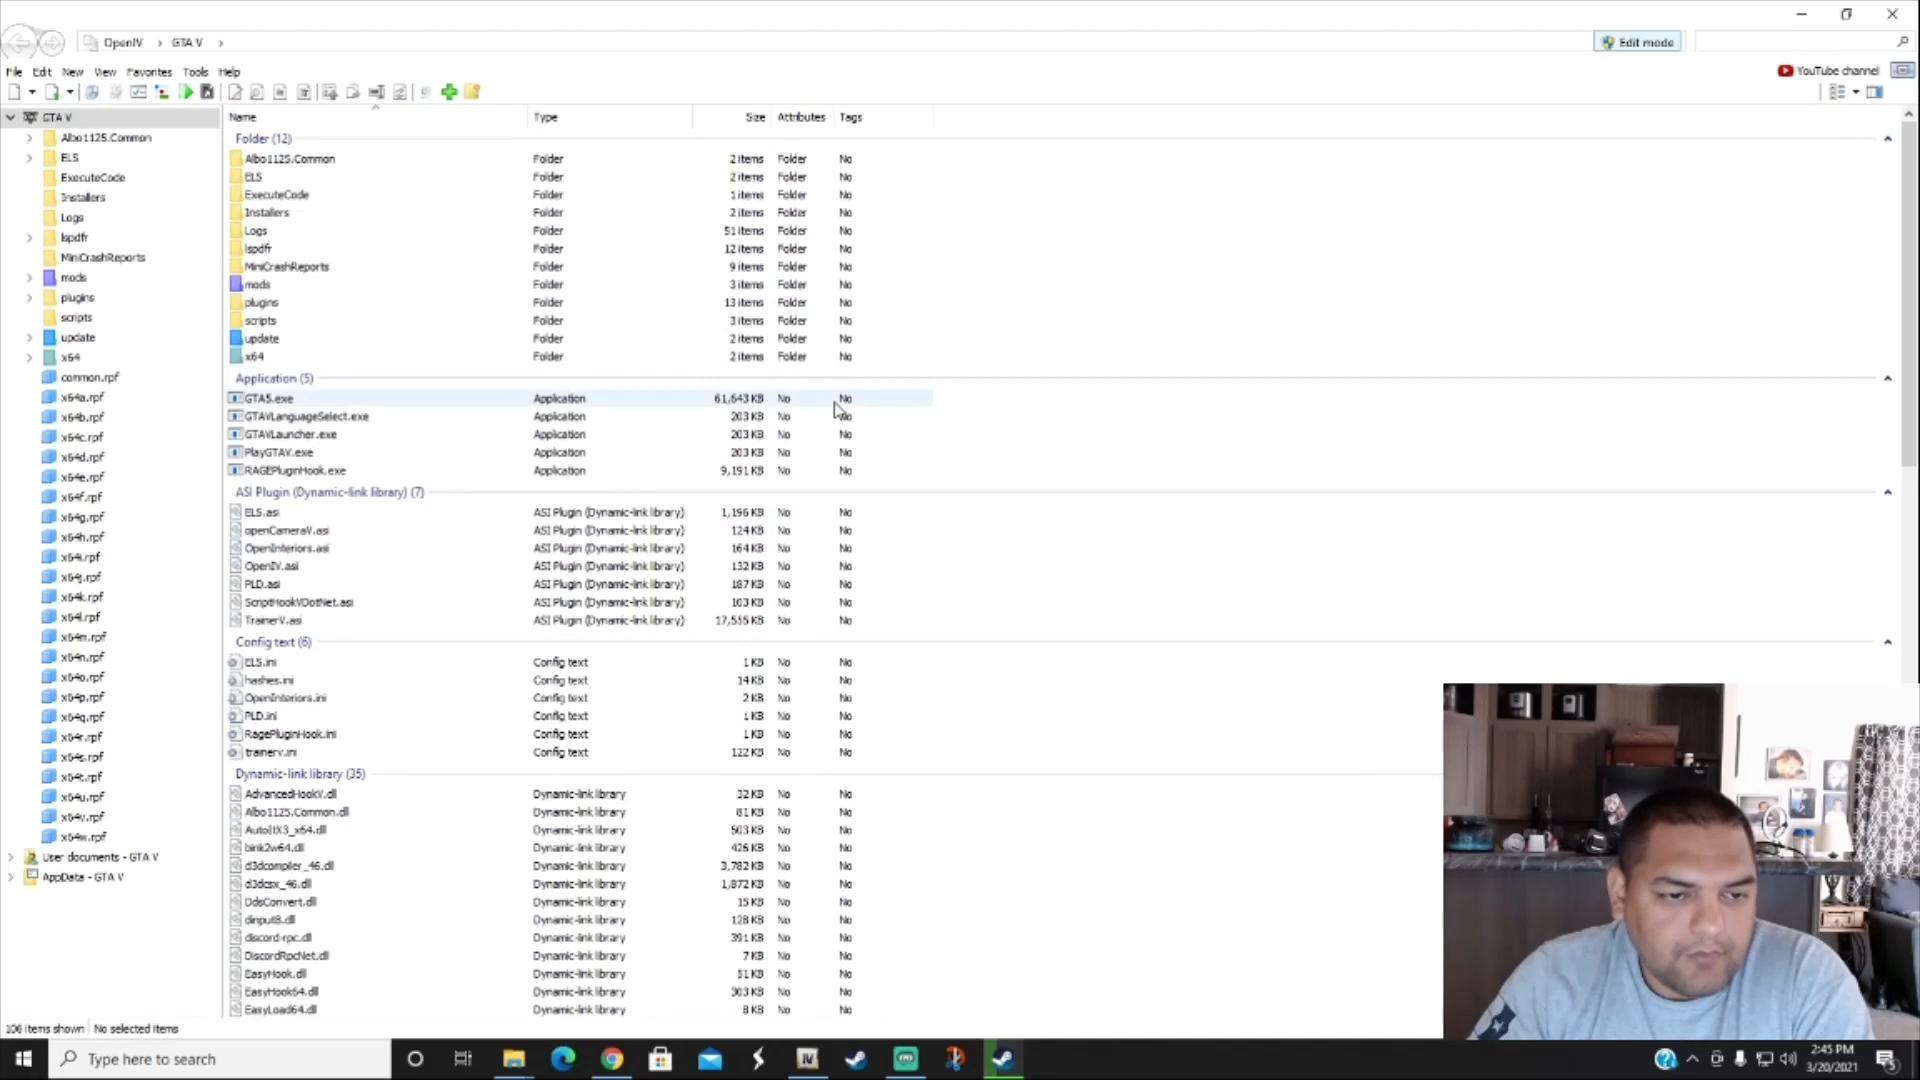 OpenIV › GTA V ›
Edit mode
File Edit New View Favorites Tools Help
YouTube channel
GTA V
Albo1125.Common
ELS
ExecuteCode
Installers
Logs
lspdfr
MiniCrashReports
mods
plugins
scripts
update
x64
common.rpf
x64a.rpf
x64b.rpf
x64c.rpf
x64d.rpf
x64e.rpf
x64f.rpf
x64g.rpf
x64h.rpf
x64i.rpf
x64j.rpf
x64k.rpf
x64l.rpf
x64m.rpf
x64n.rpf
x64o.rpf
x64p.rpf
x64q.rpf
x64r.rpf
x64s.rpf
x64t.rpf
x64u.rpf
x64v.rpf
x64w.rpf
User documents - GTA V
AppData - GTA V
Name Type Size Attributes Tags
Folder (12)
Albo1125.Common Folder 2 items Folder No
ELS Folder 2 items Folder No
ExecuteCode Folder 1 items Folder No
Installers Folder 2 items Folder No
Logs Folder 51 items Folder No
lspdfr Folder 12 items Folder No
MiniCrashReports Folder 9 items Folder No
mods Folder 3 items Folder No
plugins Folder 13 items Folder No
scripts Folder 3 items Folder No
update Folder 2 items Folder No
x64 Folder 2 items Folder No
Application (5)
GTA5.exe Application 61,643 KB No No
GTAVLanguageSelect.exe Application 203 KB No No
GTAVLauncher.exe Application 203 KB No No
PlayGTAV.exe Application 203 KB No No
RAGEPluginHook.exe Application 9,191 KB No No
ASI Plugin (Dynamic-link library) (7)
ELS.asi ASI Plugin (Dynamic-link library) 1,196 KB No No
openCameraV.asi ASI Plugin (Dynamic-link library) 124 KB No No
OpenInteriors.asi ASI Plugin (Dynamic-link library) 164 KB No No
OpenIV.asi ASI Plugin (Dynamic-link library) 132 KB No No
PLD.asi ASI Plugin (Dynamic-link library) 187 KB No No
ScriptHookVDotNet.asi ASI Plugin (Dynamic-link library) 103 KB No No
TrainerV.asi ASI Plugin (Dynamic-link library) 17,555 KB No No
Config text (6)
ELS.ini Config text 1 KB No No
hashes.ini Config text 14 KB No No
OpenInteriors.ini Config text 2 KB No No
PLD.ini Config text 1 KB No No
RagePluginHook.ini Config text 1 KB No No
trainerv.ini Config text 122 KB No No
Dynamic-link library (35)
AdvancedHookV.dll Dynamic-link library 32 KB No No
Albo1125.Common.dll Dynamic-link library 81 KB No No
AutoItX3_x64.dll Dynamic-link library 503 KB No No
bink2w64.dll Dynamic-link library 426 KB No No
d3dcompiler_46.dll Dynamic-link library 3,782 KB No No
d3dcsx_46.dll Dynamic-link library 1,872 KB No No
DdsConvert.dll Dynamic-link library 15 KB No No
dinput8.dll Dynamic-link library 128 KB No No
discord-rpc.dll Dynamic-link library 391 KB No No
DiscordRpcNet.dll Dynamic-link library 7 KB No No
EasyHook.dll Dynamic-link library 51 KB No No
EasyHook64.dll Dynamic-link library 303 KB No No
EasyLoad64.dll Dynamic-link library 8 KB No No
106 items shown No selected items
Type here to search
IV
2:45 PM
3/20/2021
5